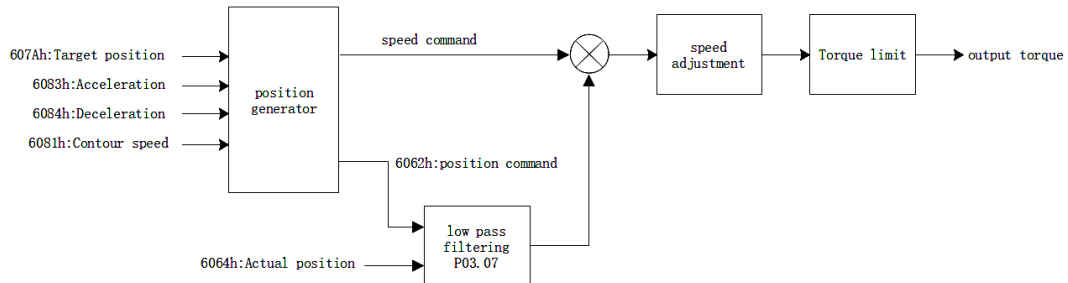 speed command
607Ah:Target position
6083h:Acceleration
6084h:Deceleration
6081h:Contour speed
position
generator
speed
adjustment
Torque limit
output torque
6062h:position command
low pass
filtering
P03.07
6064h:Actual position